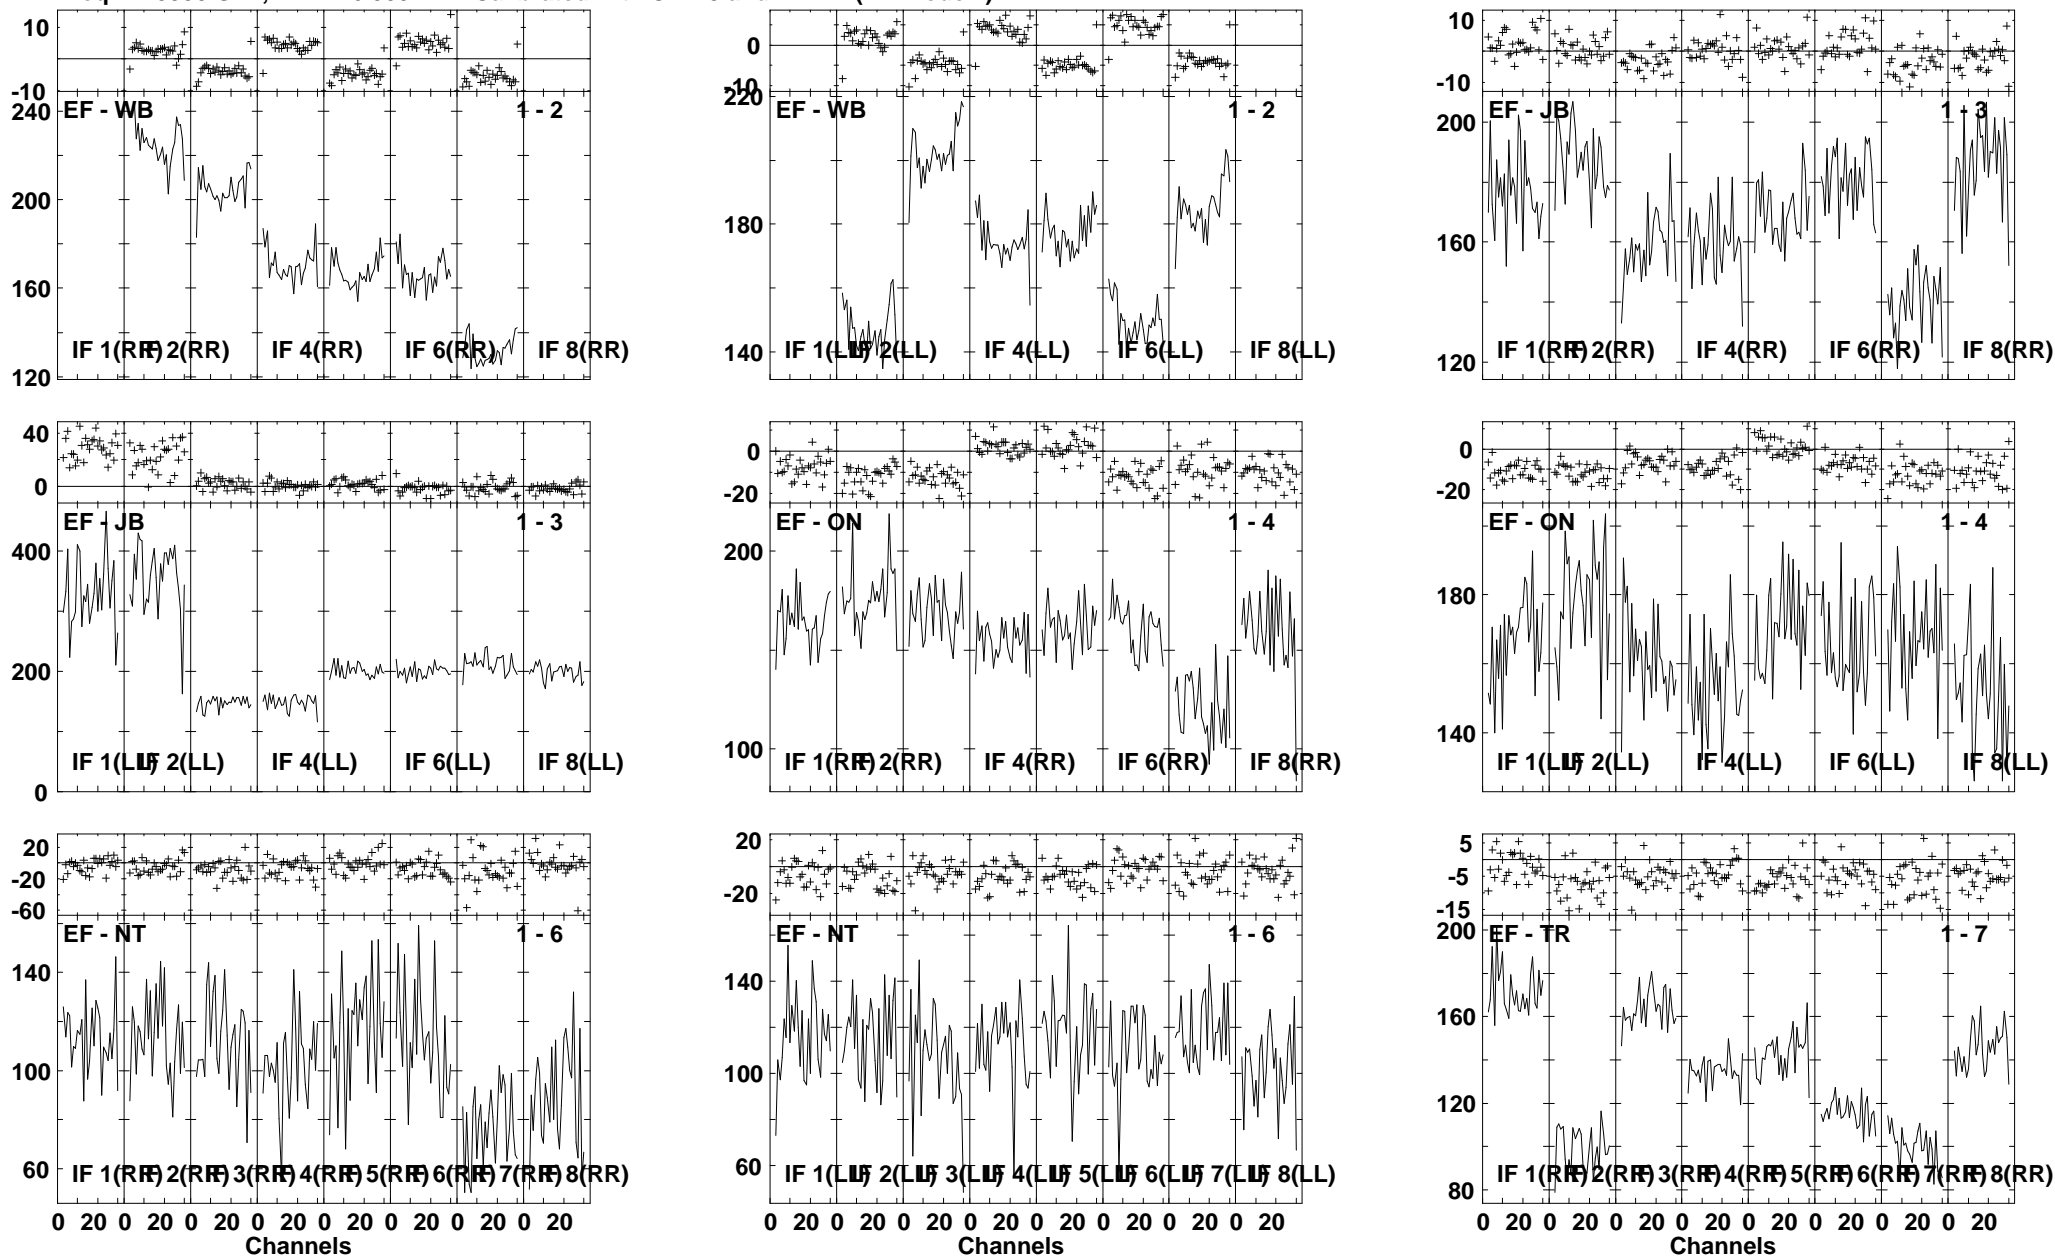 10
0
-10
240
200
160
120
EF - WB
1 - 2
IF 1(RR)
IF 2(RR)
IF 4(RR)
IF 6(RR)
IF 8(RR)
0
-10
220
180
140
EF - WB
1 - 2
IF 1(LL)
IF 2(LL)
IF 4(LL)
IF 6(LL)
IF 8(LL)
10
0
-10
200
160
120
EF - JB
1 - 3
IF 1(RR)
IF 2(RR)
IF 4(RR)
IF 6(RR)
IF 8(RR)
40
0
400
200
0
EF - JB
1 - 3
IF 1(LL)
IF 2(LL)
IF 4(LL)
IF 6(LL)
IF 8(LL)
0
-20
200
100
EF - ON
1 - 4
IF 1(RR)
IF 2(RR)
IF 4(RR)
IF 6(RR)
IF 8(RR)
0
-20
180
140
EF - ON
1 - 4
IF 1(LL)
IF 2(LL)
IF 4(LL)
IF 6(LL)
IF 8(LL)
20
-20
-60
140
100
60
EF - NT
1 - 6
IF 1(RR)
IF 2(RR)
IF 3(RR)
IF 4(RR)
IF 5(RR)
IF 6(RR)
IF 7(RR)
IF 8(RR)
0 20 0 20 0 20 0 20 0 20 0 20 0 20 0 20
Channels
20
0
-20
140
100
60
EF - NT
1 - 6
IF 1(LL)
IF 2(LL)
IF 3(LL)
IF 4(LL)
IF 5(LL)
IF 6(LL)
IF 7(LL)
IF 8(LL)
0 20 0 20 0 20 0 20 0 20 0 20 0 20 0 20
Channels
5
-5
-15
200
160
120
80
EF - TR
1 - 7
IF 1(RR)
IF 2(RR)
IF 3(RR)
IF 4(RR)
IF 5(RR)
IF 6(RR)
IF 7(RR)
IF 8(RR)
0 20 0 20 0 20 0 20 0 20 0 20 0 20 0 20
Channels